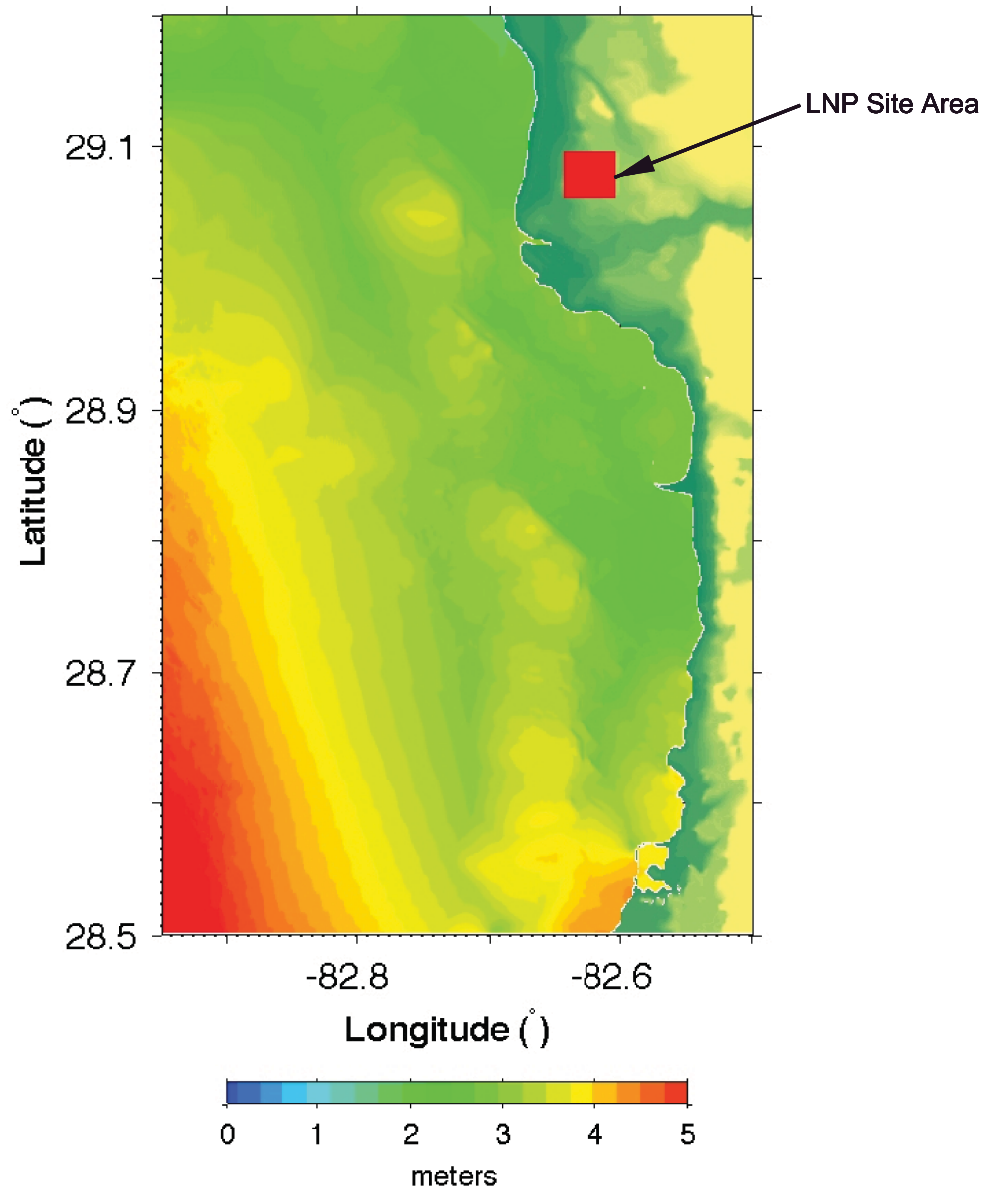 LNP Site Area
29.1
28.9
28.7
28.5
Latitude (°)
-82.8 -82.6
Longitude (°)
0 1 2 3 4 5
meters